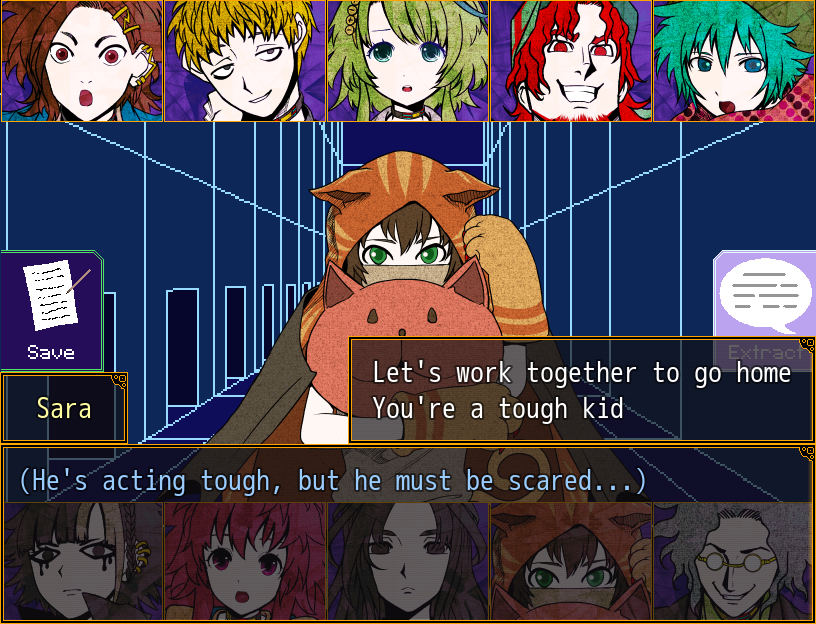 Save
Extract
Let's work together to go home
You're a tough kid
Sara
(He's acting tough, but he must be scared...)